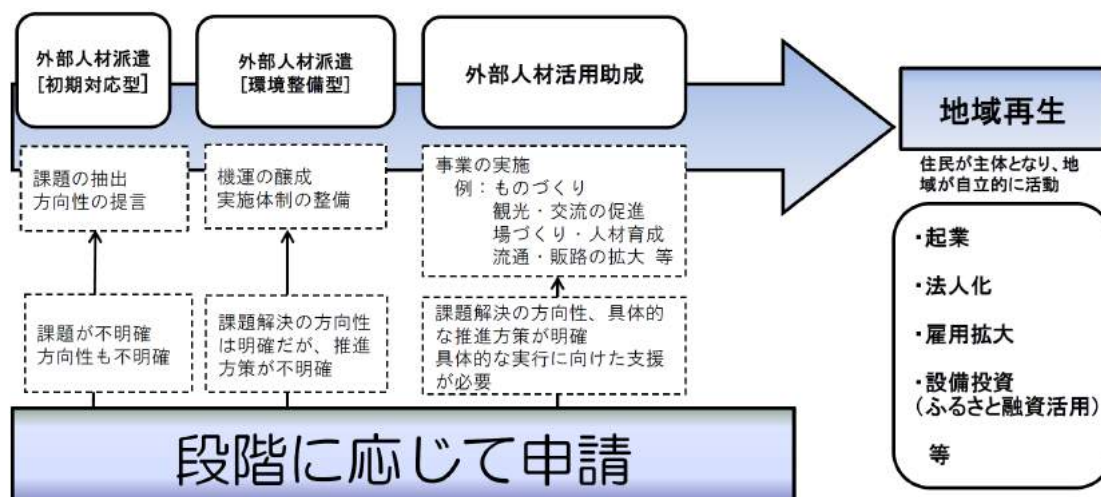 外部人材派遣
[初期対応型]
外部人材派遣
[環境整備型]
外部人材活用助成
地域再生
住民が主体となり、地
域が自立的に活動
課題の抽出
方向性の提言
機運の醸成
実施体制の整備
事業の実施
例：ものづくり
観光・交流の促進
場づくり・人材育成
流通・販路の拡大 等
・起業
・法人化
・雇用拡大
・設備投資
(ふるさと融資活用)
等
課題が不明確
方向性も不明確
課題解決の方向性
は明確だが、推進
方策が不明確
課題解決の方向性、具体的
な推進方策が明確
具体的な実行に向けた支援
が必要
段階に応じて申請